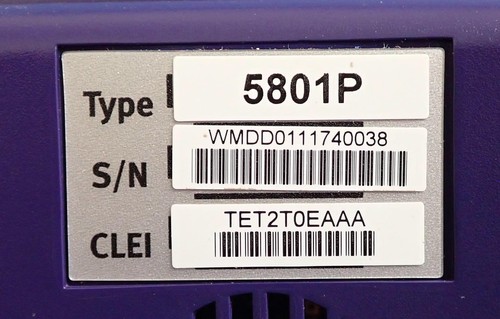 Type 5801P
S/N WMDD0111740038
CLEI TET2T0EAAA